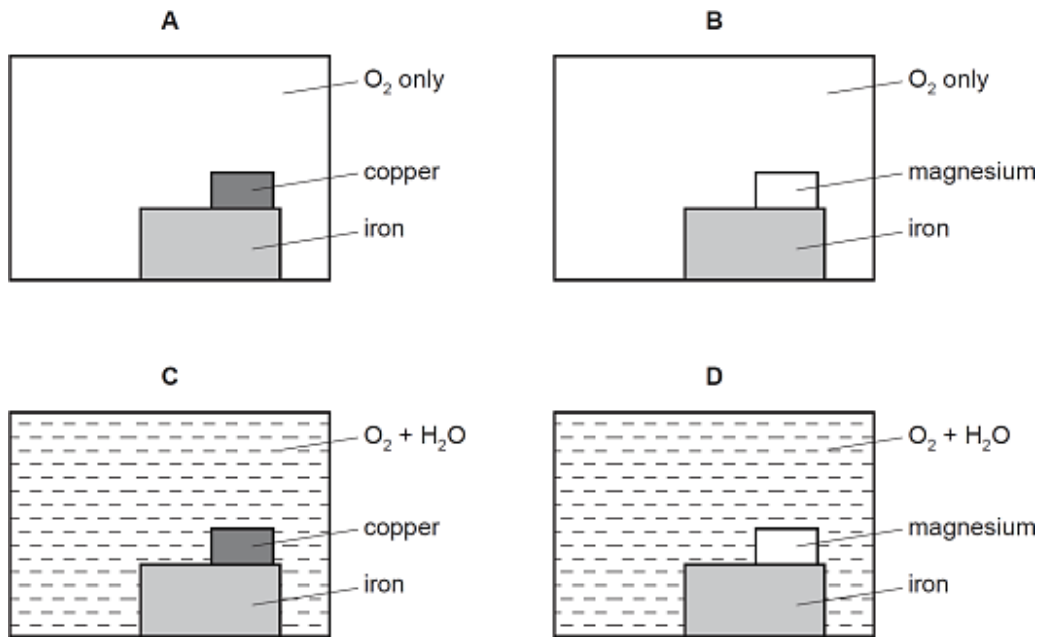 A
O₂ only
copper
iron
B
O₂ only
magnesium
iron
C
O₂ + H₂O
copper
iron
D
O₂ + H₂O
magnesium
iron